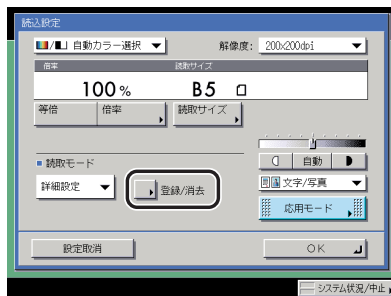 読込設定
自動カラー選択
解像度: 200x200dpi
倍率
読取サイズ
100 %
B5
等倍
倍率
読取サイズ
読取モード
詳細設定
登録/消去
自動
文字/写真
応用モード
設定取消
OK
システム状況/中止